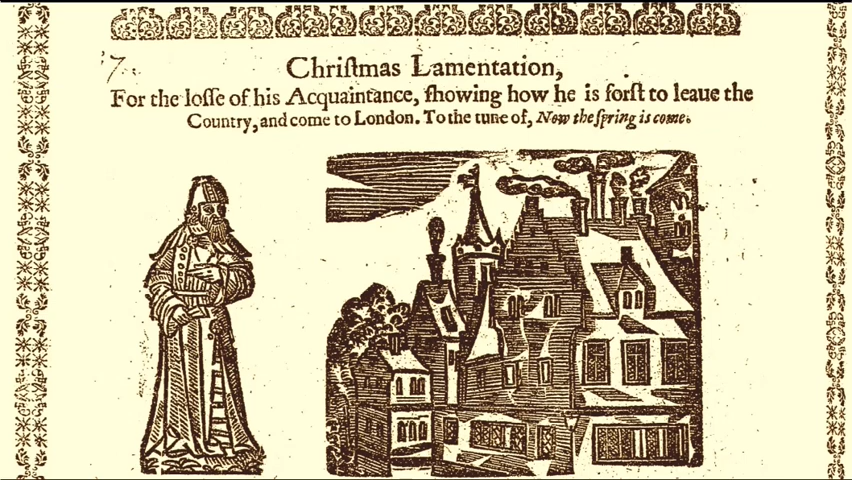 7.
Chriſtmas Lamentation,
For the loſſe of his Acquaintance, ſhowing how he is forſt to leaue the
Country, and come to London. To the tune of, Now the ſpring is come.